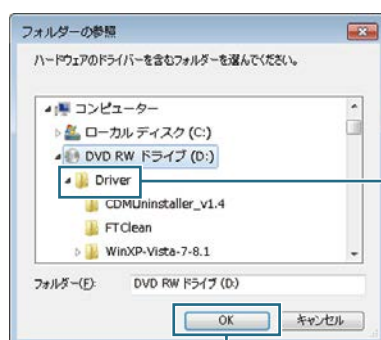 フォルダーの参照
ハードウェアのドライバーを含むフォルダーを選んでください。
コンピューター
ローカル ディスク (C:)
DVD RW ドライブ (D:)
Driver
CDMUninstaller_v1.4
FTClean
WinXP-Vista-7-8.1
フォルダー(F): DVD RW ドライブ (D:)
OK キャンセル